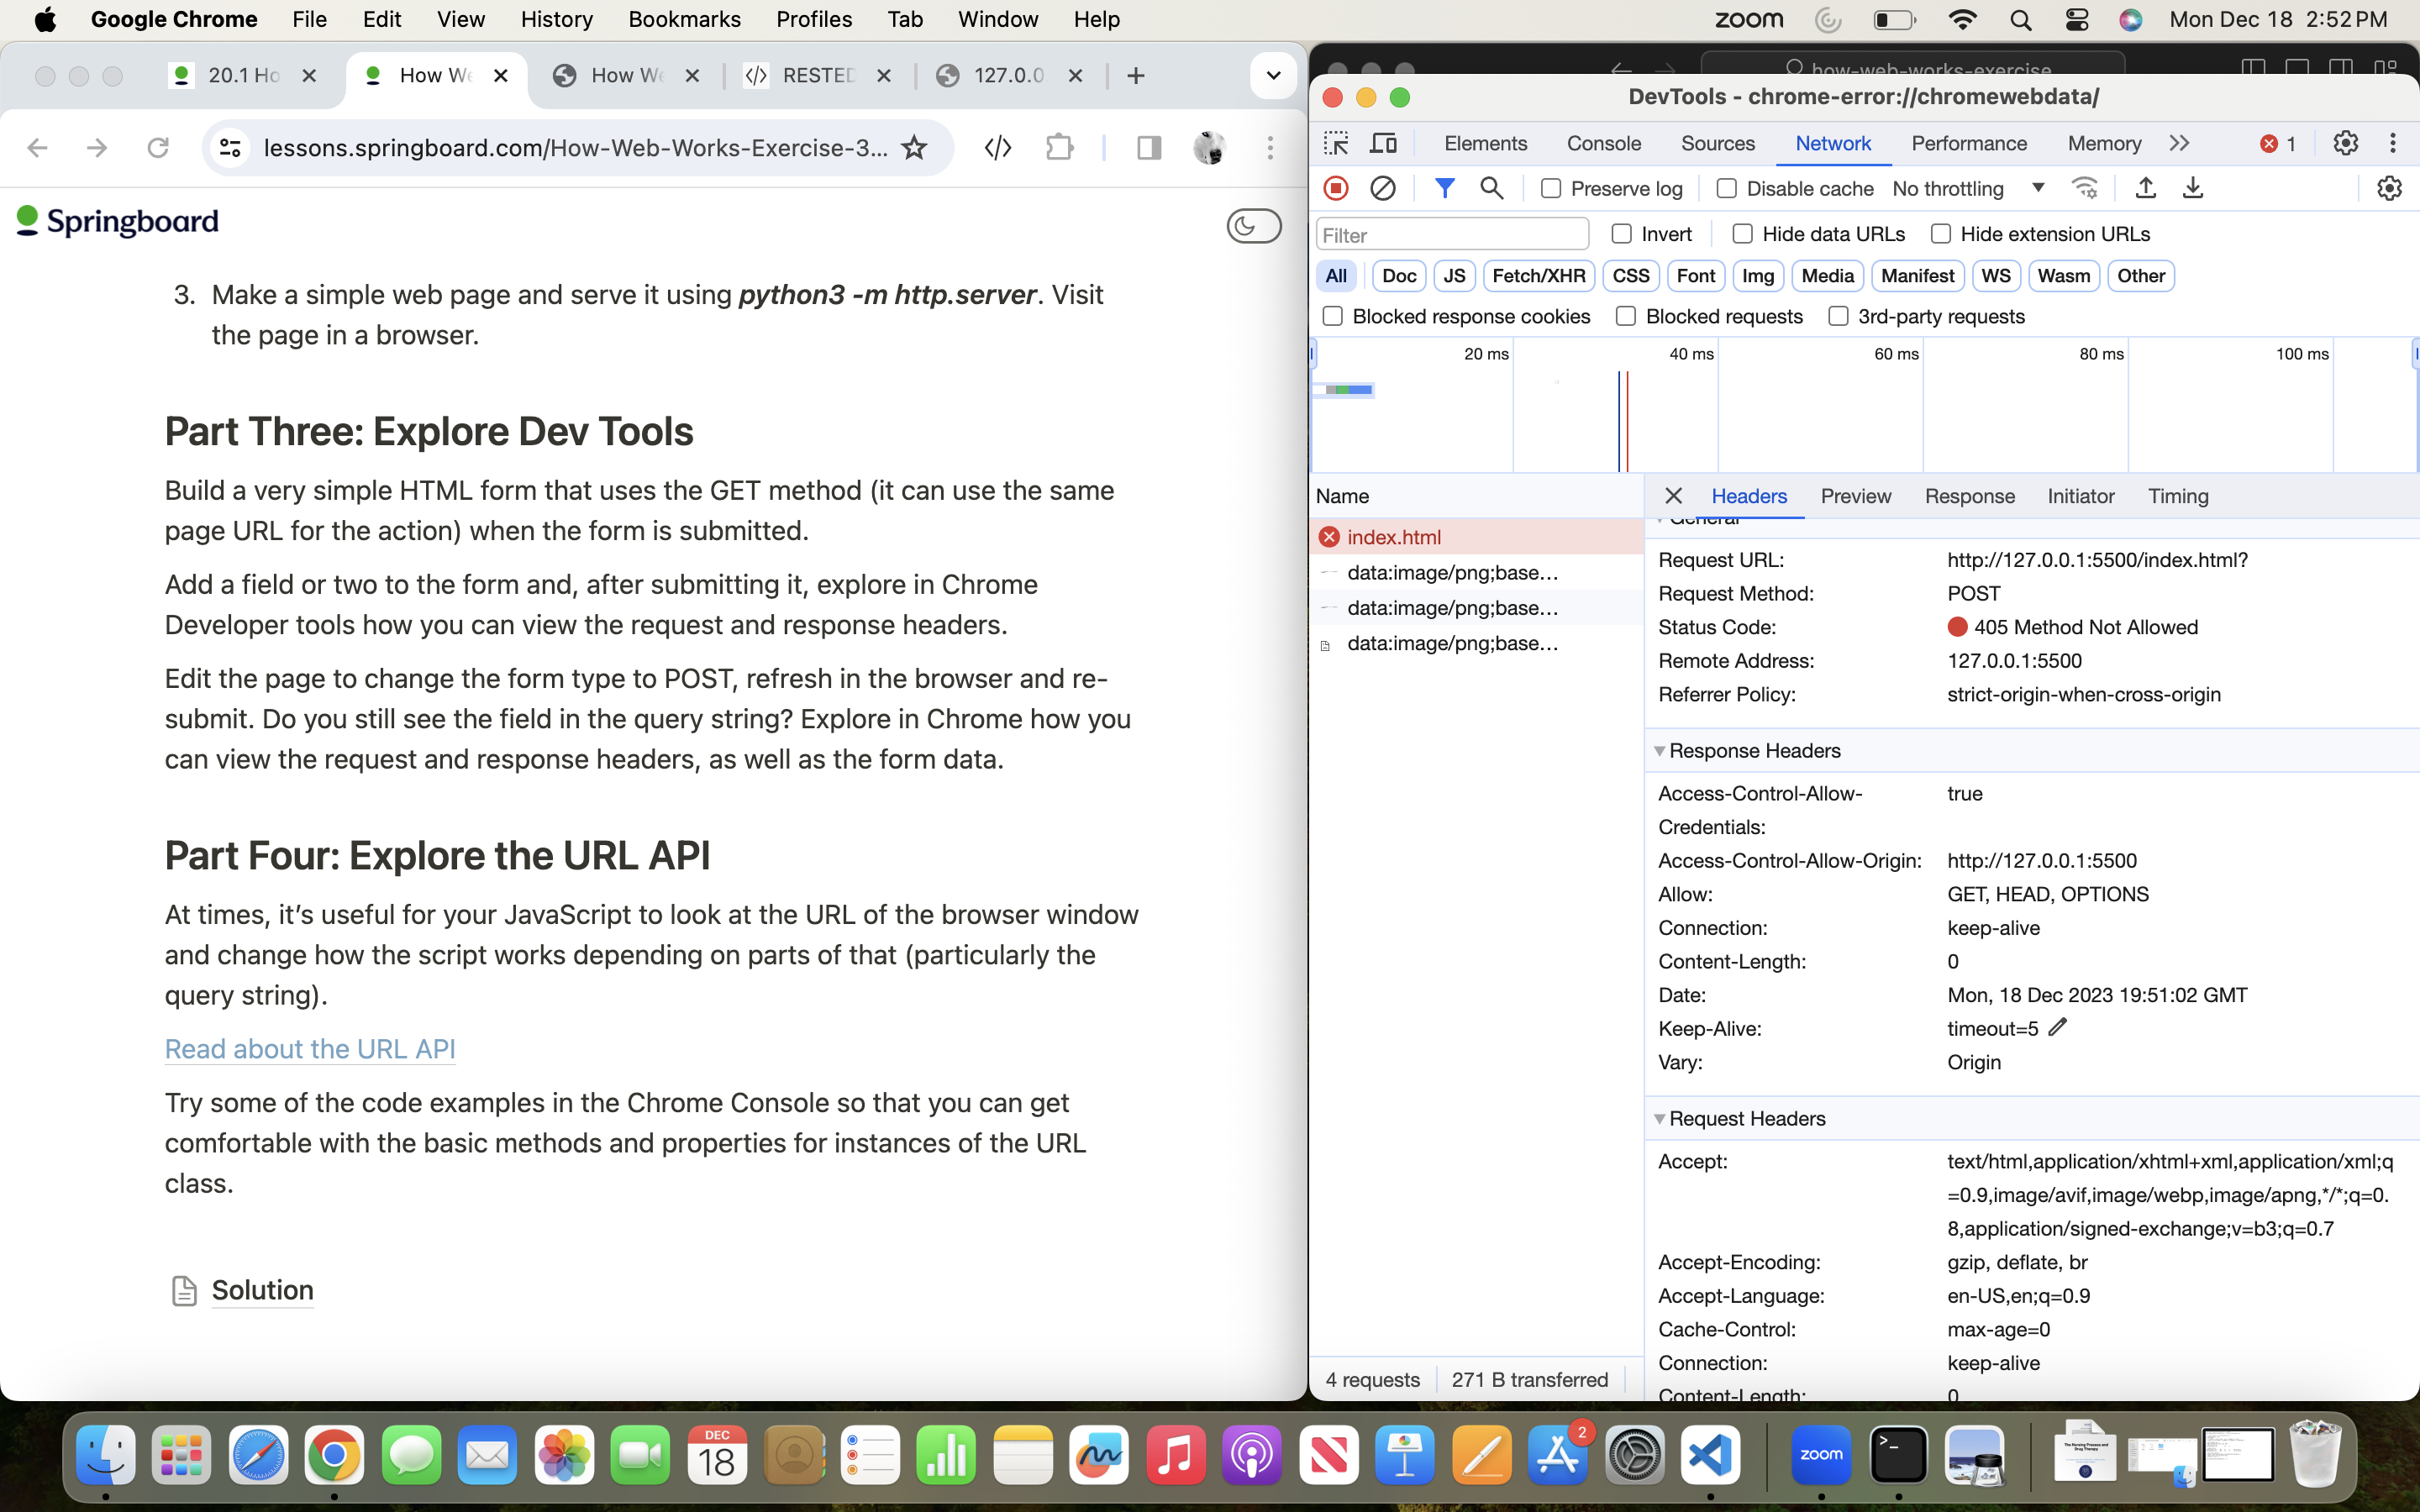 Google Chrome File Edit View History Bookmarks Profiles Tab Window Help
zoom Mon Dec 18 2:52 PM
20.1 Ho
How We
How We
RESTED
127.0.0
lessons.springboard.com/How-Web-Works-Exercise-3...
Springboard
3. Make a simple web page and serve it using python3 -m http.server. Visit
the page in a browser.
Part Three: Explore Dev Tools
Build a very simple HTML form that uses the GET method (it can use the same
page URL for the action) when the form is submitted.
Add a field or two to the form and, after submitting it, explore in Chrome
Developer tools how you can view the request and response headers.
Edit the page to change the form type to POST, refresh in the browser and re-
submit. Do you still see the field in the query string? Explore in Chrome how you
can view the request and response headers, as well as the form data.
Part Four: Explore the URL API
At times, it’s useful for your JavaScript to look at the URL of the browser window
and change how the script works depending on parts of that (particularly the
query string).
Read about the URL API
Try some of the code examples in the Chrome Console so that you can get
comfortable with the basic methods and properties for instances of the URL
class.
Solution
how-web-works-exercise
DevTools - chrome-error://chromewebdata/
Elements Console Sources Network Performance Memory 1
Preserve log Disable cache No throttling
Filter Invert Hide data URLs Hide extension URLs
All Doc JS Fetch/XHR CSS Font Img Media Manifest WS Wasm Other
Blocked response cookies Blocked requests 3rd-party requests
20 ms 40 ms 60 ms 80 ms 100 ms
Name
index.html
data:image/png;base...
data:image/png;base...
data:image/png;base...
4 requests 271 B transferred
Headers Preview Response Initiator Timing
General
Request URL: http://127.0.0.1:5500/index.html?
Request Method: POST
Status Code: 405 Method Not Allowed
Remote Address: 127.0.0.1:5500
Referrer Policy: strict-origin-when-cross-origin
Response Headers
Access-Control-Allow- true
Credentials:
Access-Control-Allow-Origin: http://127.0.0.1:5500
Allow: GET, HEAD, OPTIONS
Connection: keep-alive
Content-Length: 0
Date: Mon, 18 Dec 2023 19:51:02 GMT
Keep-Alive: timeout=5
Vary: Origin
Request Headers
Accept: text/html,application/xhtml+xml,application/xml;q
=0.9,image/avif,image/webp,image/apng,*/*;q=0.
8,application/signed-exchange;v=b3;q=0.7
Accept-Encoding: gzip, deflate, br
Accept-Language: en-US,en;q=0.9
Cache-Control: max-age=0
Connection: keep-alive
Content-Length: 0
DEC
18
2
zoom
The Nursing Process and
Drug Therapy